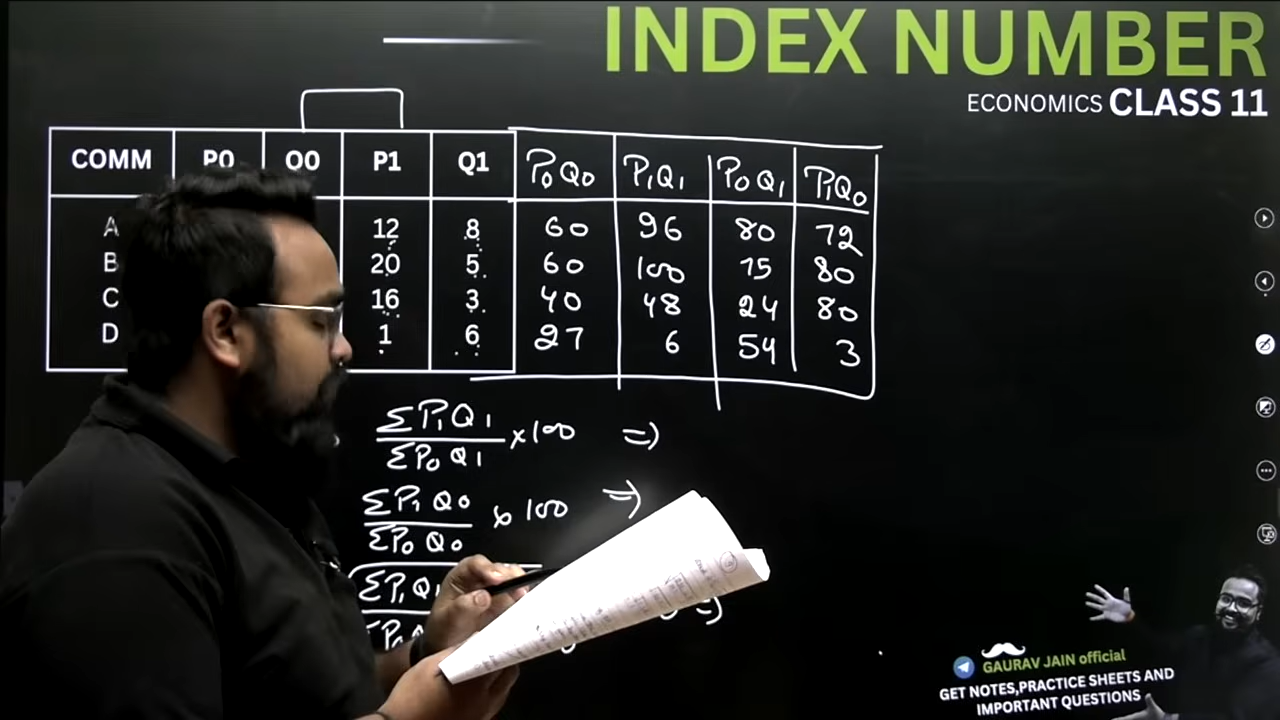 INDEX NUMBER
ECONOMICS CLASS 11
COMM P0 Q0 P1 Q1 P₀Q₀ P₁Q₁ P₀Q₁ P₁Q₀
A 12 8 60 96 80 72
B 20 5 60 100 75 80
C 16 3 40 48 24 80
D 1 6 27 6 54 3
ΣP₁Q₁ / ΣP₀Q₁ × 100 =>
ΣP₁Q₀ / ΣP₀Q₀ × 100 =>
ΣP₁Q
ΣP₀Q
=>
GAURAV JAIN official
GET NOTES,PRACTICE SHEETS AND
IMPORTANT QUESTIONS